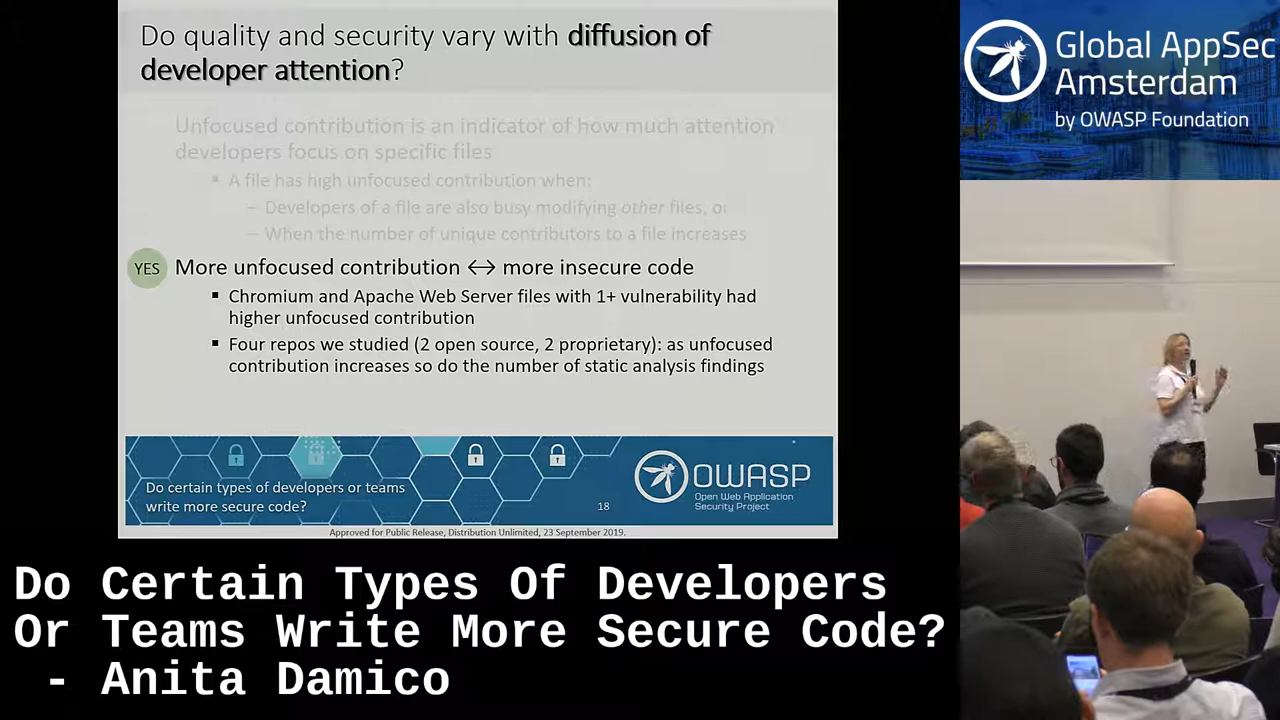 Do quality and security vary with diffusion of
developer attention?
Unfocused contribution is an indicator of how much attention
developers focus on specific files
▪ A file has high unfocused contribution when:
– Developers of a file are also busy modifying other files, or
– When the number of unique contributors to a file increases
YES More unfocused contribution ↔ more insecure code
▪ Chromium and Apache Web Server files with 1+ vulnerability had
higher unfocused contribution
▪ Four repos we studied (2 open source, 2 proprietary): as unfocused
contribution increases so do the number of static analysis findings
Do certain types of developers or teams
write more secure code?
18
OWASP
Open Web Application
Security Project
Approved for Public Release, Distribution Unlimited, 23 September 2019.
Global AppSec
Amsterdam
by OWASP Foundation
Do Certain Types Of Developers
Or Teams Write More Secure Code?
- Anita Damico